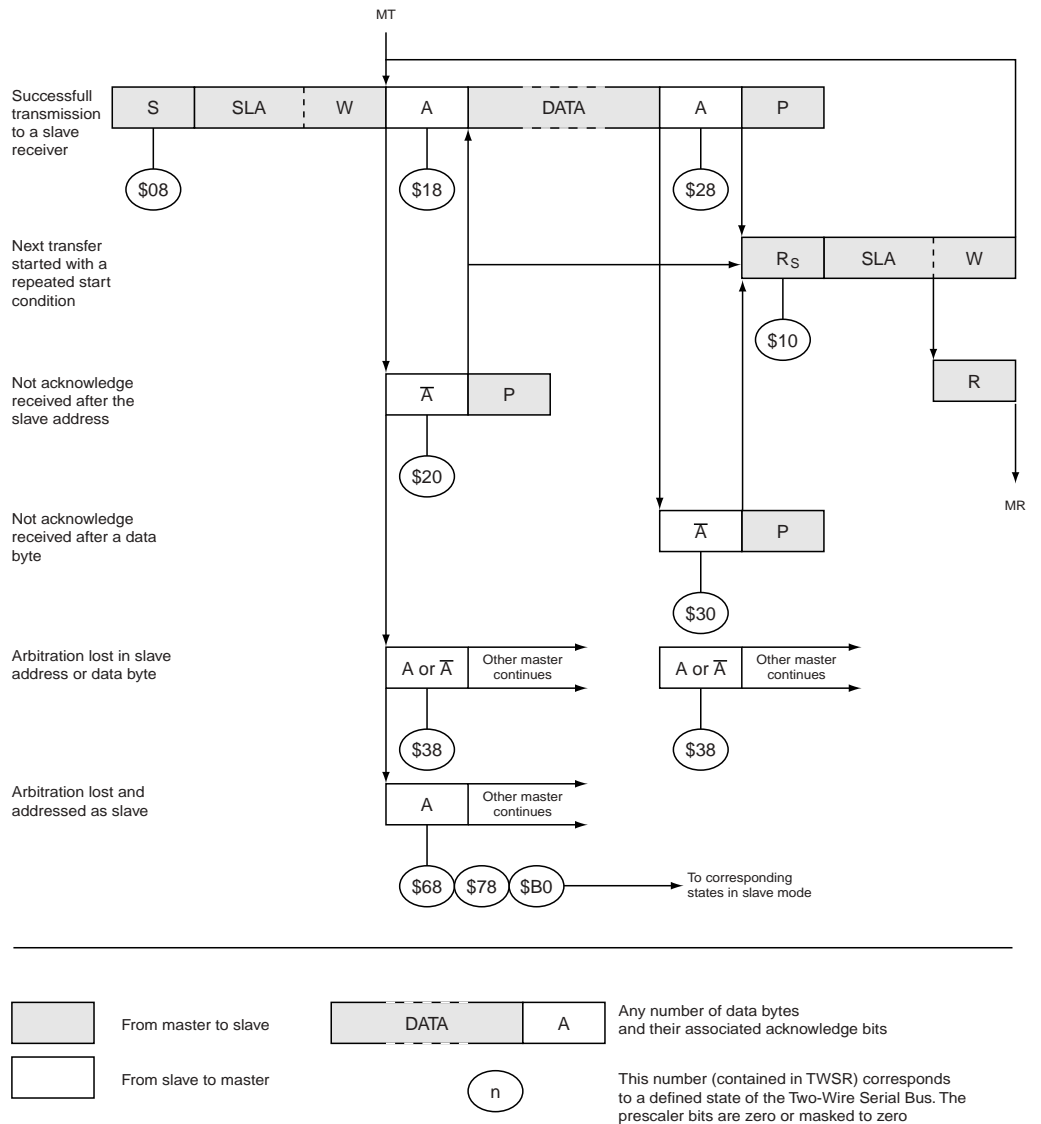 MT
Successfull
transmission
to a slave
receiver
S SLA W A DATA A P
$08 $18 $28
Next transfer
started with a
repeated start
condition
RS SLA W
$10
Not acknowledge
received after the
slave address
A̅ P
R
$20
MR
Not acknowledge
received after a data
byte
A̅ P
$30
Arbitration lost in slave
address or data byte
A or A̅ Other master
continues
A or A̅ Other master
continues
$38 $38
Arbitration lost and
addressed as slave
A Other master
continues
$68 $78 $B0
To corresponding
states in slave mode
From master to slave
DATA A
Any number of data bytes
and their associated acknowledge bits
From slave to master
n
This number (contained in TWSR) corresponds
to a defined state of the Two-Wire Serial Bus. The
prescaler bits are zero or masked to zero